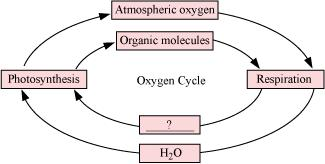 Atmospheric oxygen
Organic molecules
Photosynthesis
Oxygen Cycle
Respiration
?
H₂O